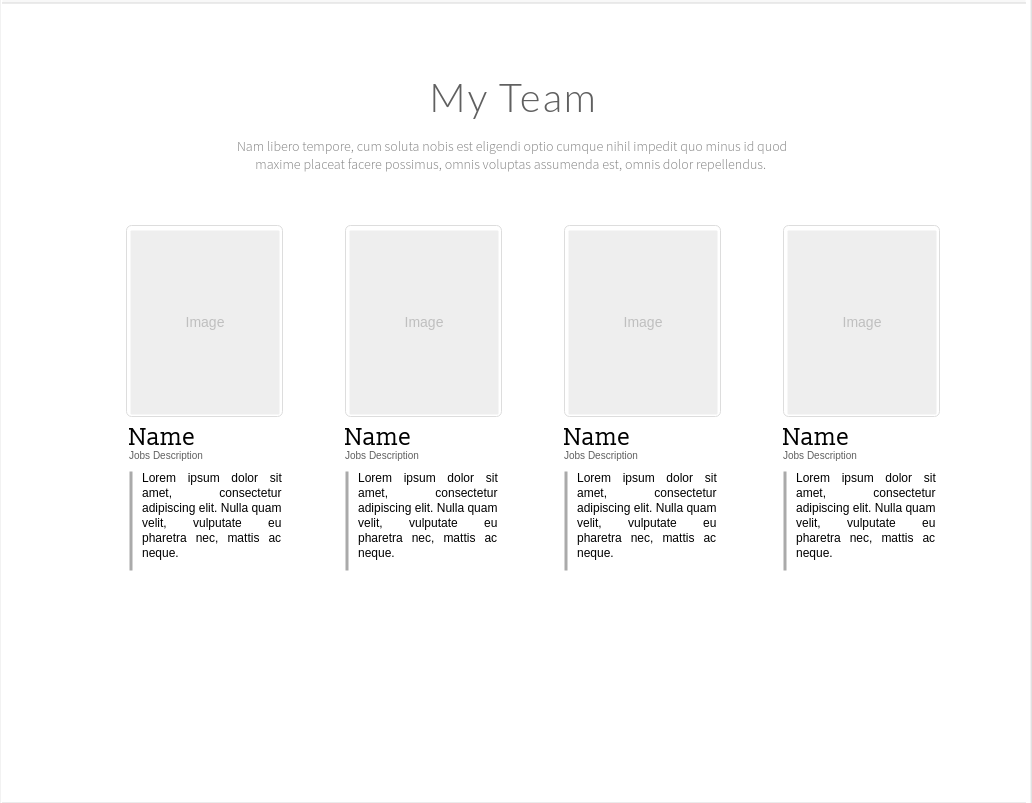 My Team
Nam libero tempore, cum soluta nobis est eligendi optio cumque nihil impedit quo minus id quod
maxime placeat facere possimus, omnis voluptas assumenda est, omnis dolor repellendus.
Image
Image
Image
Image
Name
Jobs Description
Lorem ipsum dolor sit
amet, consectetur
adipiscing elit. Nulla quam
velit, vulputate eu
pharetra nec, mattis ac
neque.
Name
Jobs Description
Lorem ipsum dolor sit
amet, consectetur
adipiscing elit. Nulla quam
velit, vulputate eu
pharetra nec, mattis ac
neque.
Name
Jobs Description
Lorem ipsum dolor sit
amet, consectetur
adipiscing elit. Nulla quam
velit, vulputate eu
pharetra nec, mattis ac
neque.
Name
Jobs Description
Lorem ipsum dolor sit
amet, consectetur
adipiscing elit. Nulla quam
velit, vulputate eu
pharetra nec, mattis ac
neque.